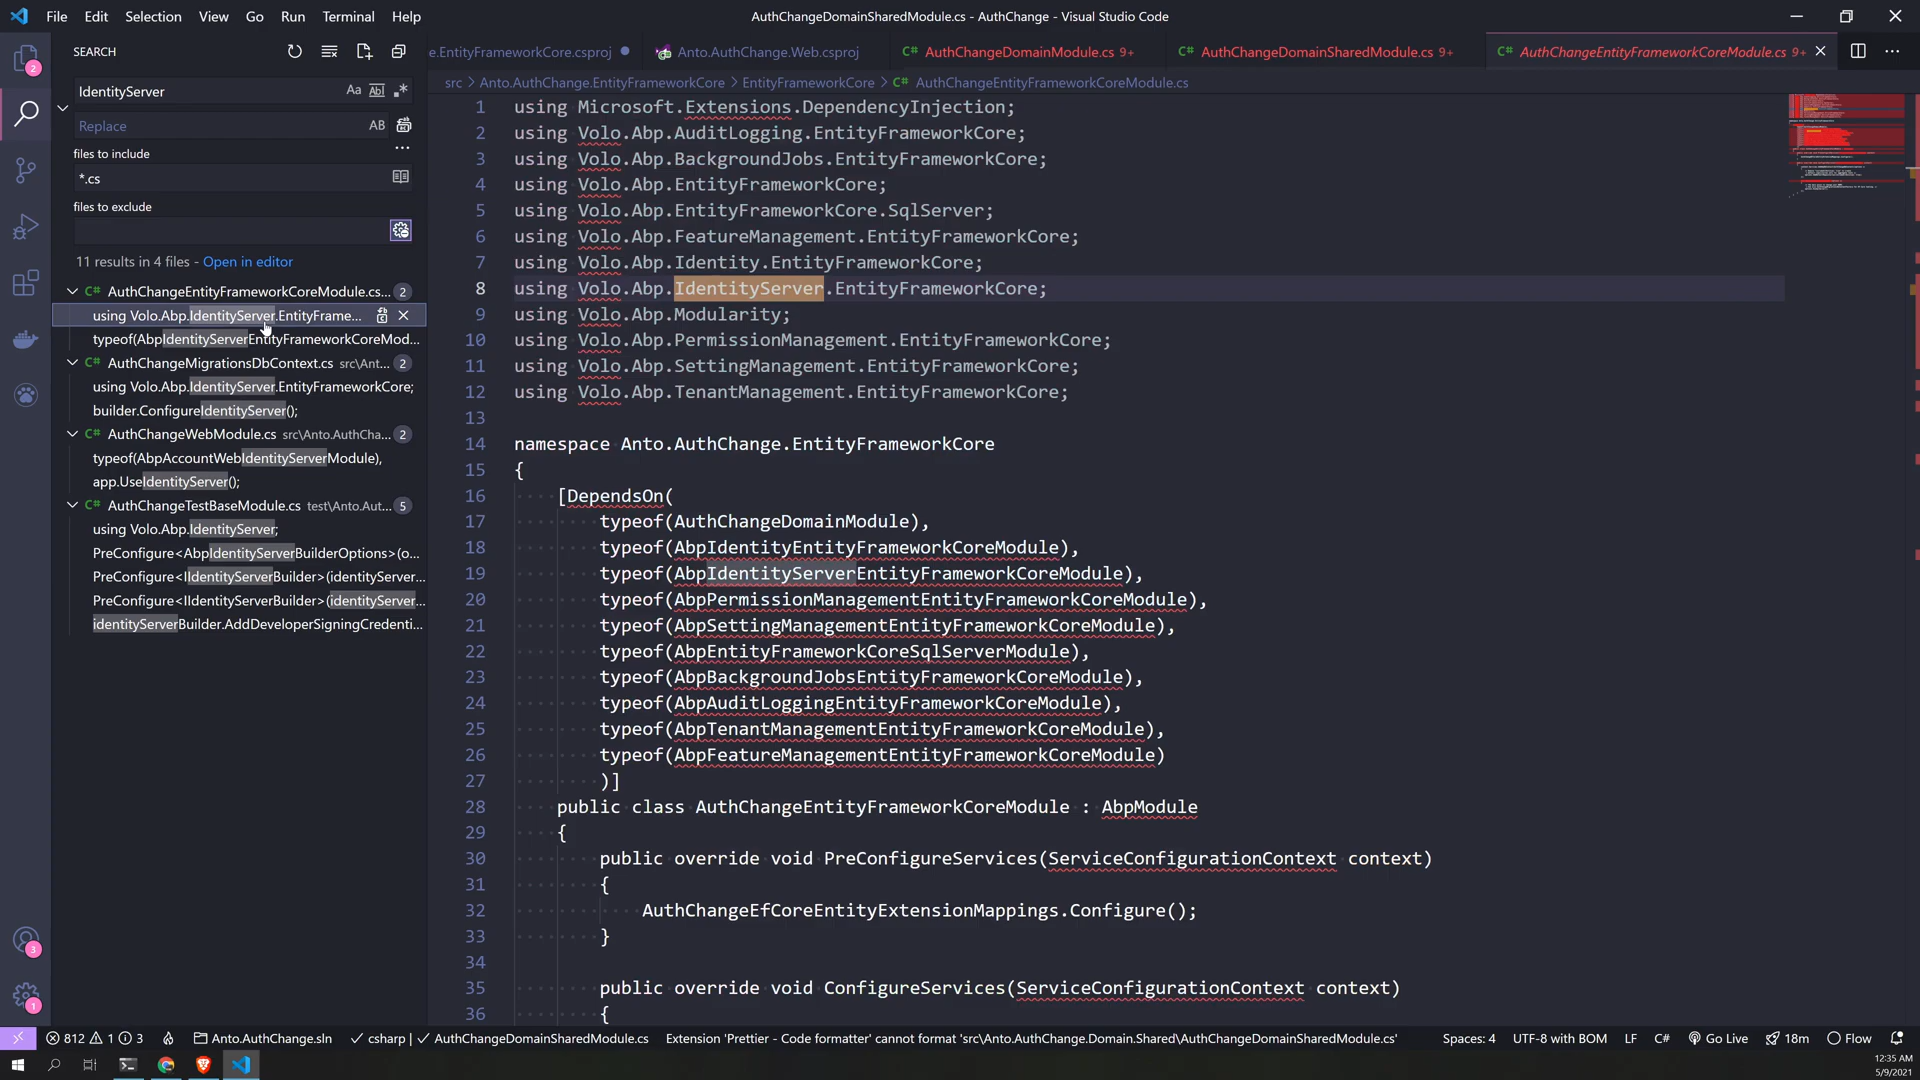 File Edit Selection View Go Run Terminal Help
AuthChangeDomainSharedModule.cs - AuthChange - Visual Studio Code
SEARCH
e.EntityFrameworkCore.csproj
Anto.AuthChange.Web.csproj
C# AuthChangeDomainModule.cs 9+
C# AuthChangeDomainSharedModule.cs 9+
C# AuthChangeEntityFrameworkCoreModule.cs 9+
src > Anto.AuthChange.EntityFrameworkCore > EntityFrameworkCore > C# AuthChangeEntityFrameworkCoreModule.cs
2
IdentityServer
Aa Ab
Replace
AB
files to include
...
*.cs
files to exclude
11 results in 4 files - Open in editor
C# AuthChangeEntityFrameworkCoreModule.cs... 2
using Volo.Abp.IdentityServer.EntityFrame...
typeof(AbpIdentityServerEntityFrameworkCoreMod...
C# AuthChangeMigrationsDbContext.cs src\Ant... 2
using Volo.Abp.IdentityServer.EntityFrameworkCore;
builder.ConfigureIdentityServer();
C# AuthChangeWebModule.cs src\Anto.AuthCha... 2
typeof(AbpAccountWebIdentityServerModule),
app.UseIdentityServer();
C# AuthChangeTestBaseModule.cs test\Anto.Aut... 5
using Volo.Abp.IdentityServer;
PreConfigure<AbpIdentityServerBuilderOptions>(o...
PreConfigure<IIdentityServerBuilder>(identityServer...
PreConfigure<IIdentityServerBuilder>(identityServer...
identityServerBuilder.AddDeveloperSigningCredenti...
1 using Microsoft.Extensions.DependencyInjection;
2 using Volo.Abp.AuditLogging.EntityFrameworkCore;
3 using Volo.Abp.BackgroundJobs.EntityFrameworkCore;
4 using Volo.Abp.EntityFrameworkCore;
5 using Volo.Abp.EntityFrameworkCore.SqlServer;
6 using Volo.Abp.FeatureManagement.EntityFrameworkCore;
7 using Volo.Abp.Identity.EntityFrameworkCore;
8 using Volo.Abp.IdentityServer.EntityFrameworkCore;
9 using Volo.Abp.Modularity;
10 using Volo.Abp.PermissionManagement.EntityFrameworkCore;
11 using Volo.Abp.SettingManagement.EntityFrameworkCore;
12 using Volo.Abp.TenantManagement.EntityFrameworkCore;
13
14 namespace Anto.AuthChange.EntityFrameworkCore
15 {
16 [DependsOn(
17 typeof(AuthChangeDomainModule),
18 typeof(AbpIdentityEntityFrameworkCoreModule),
19 typeof(AbpIdentityServerEntityFrameworkCoreModule),
20 typeof(AbpPermissionManagementEntityFrameworkCoreModule),
21 typeof(AbpSettingManagementEntityFrameworkCoreModule),
22 typeof(AbpEntityFrameworkCoreSqlServerModule),
23 typeof(AbpBackgroundJobsEntityFrameworkCoreModule),
24 typeof(AbpAuditLoggingEntityFrameworkCoreModule),
25 typeof(AbpTenantManagementEntityFrameworkCoreModule),
26 typeof(AbpFeatureManagementEntityFrameworkCoreModule)
27 )]
28 public class AuthChangeEntityFrameworkCoreModule : AbpModule
29 {
30 public override void PreConfigureServices(ServiceConfigurationContext context)
31 {
32 AuthChangeEfCoreEntityExtensionMappings.Configure();
33 }
34
35 public override void ConfigureServices(ServiceConfigurationContext context)
36 {
3
1
812 1 3 Anto.AuthChange.sln csharp | AuthChangeDomainSharedModule.cs Extension 'Prettier - Code formatter' cannot format 'src\Anto.AuthChange.Domain.Shared\AuthChangeDomainSharedModule.cs' Spaces: 4 UTF-8 with BOM LF C# Go Live 18m Flow
12:35 AM
5/9/2021